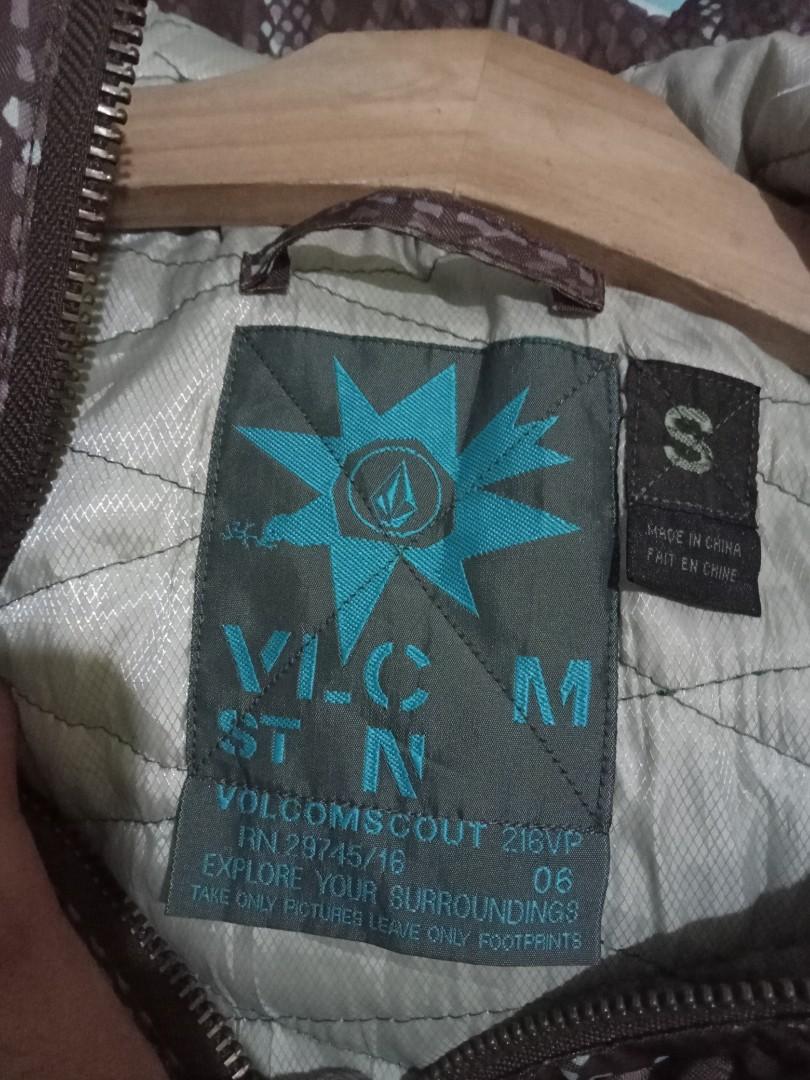 S
MADE IN CHINA
FAIT EN CHINE
VLC M
ST N
VOLCOMSCOUT 216VP
RN 29745/16 06
EXPLORE YOUR SURROUNDINGS
TAKE ONLY PICTURES LEAVE ONLY FOOTPRINTS